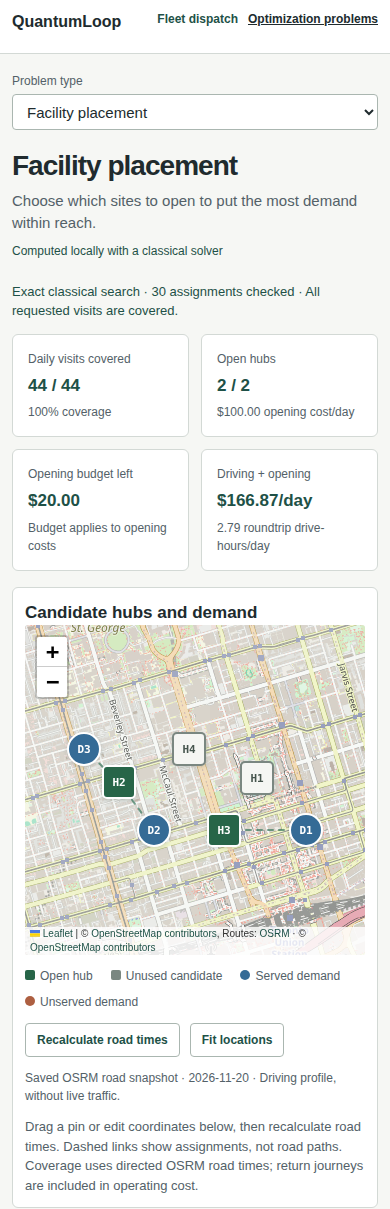 QuantumLoop
Fleet dispatch Optimization problems
Problem type
Facility placement
Facility placement
Choose which sites to open to put the most demand
within reach.
Computed locally with a classical solver
Exact classical search · 30 assignments checked · All
requested visits are covered.
Daily visits covered
44 / 44
100% coverage
Open hubs
2 / 2
$100.00 opening cost/day
Opening budget left
$20.00
Budget applies to opening
costs
Driving + opening
$166.87/day
2.79 roundtrip drive-
hours/day
Candidate hubs and demand
St. George
+
−
Jarvis Street
Beverley Street
McCaul Street
D3
H4
H2
H1
D2
H3
D1
Union
Station
Leaflet | © OpenStreetMap contributors, Routes: OSRM · ©
OpenStreetMap contributors
Open hub Unused candidate Served demand
Unserved demand
Recalculate road times Fit locations
Saved OSRM road snapshot · 2026-11-20 · Driving profile,
without live traffic.
Drag a pin or edit coordinates below, then recalculate road
times. Dashed links show assignments, not road paths.
Coverage uses directed OSRM road times; return journeys
are included in operating cost.